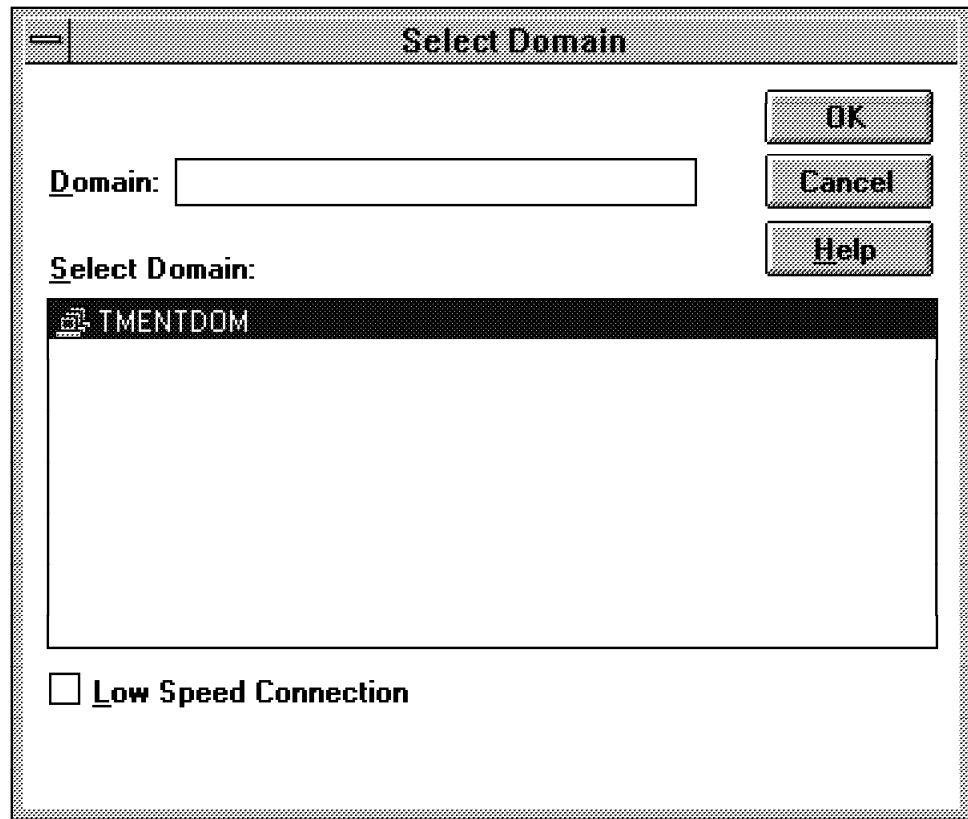 Select Domain
OK
Domain:
Cancel
Help
Select Domain:
TMENTDOM
Low Speed Connection